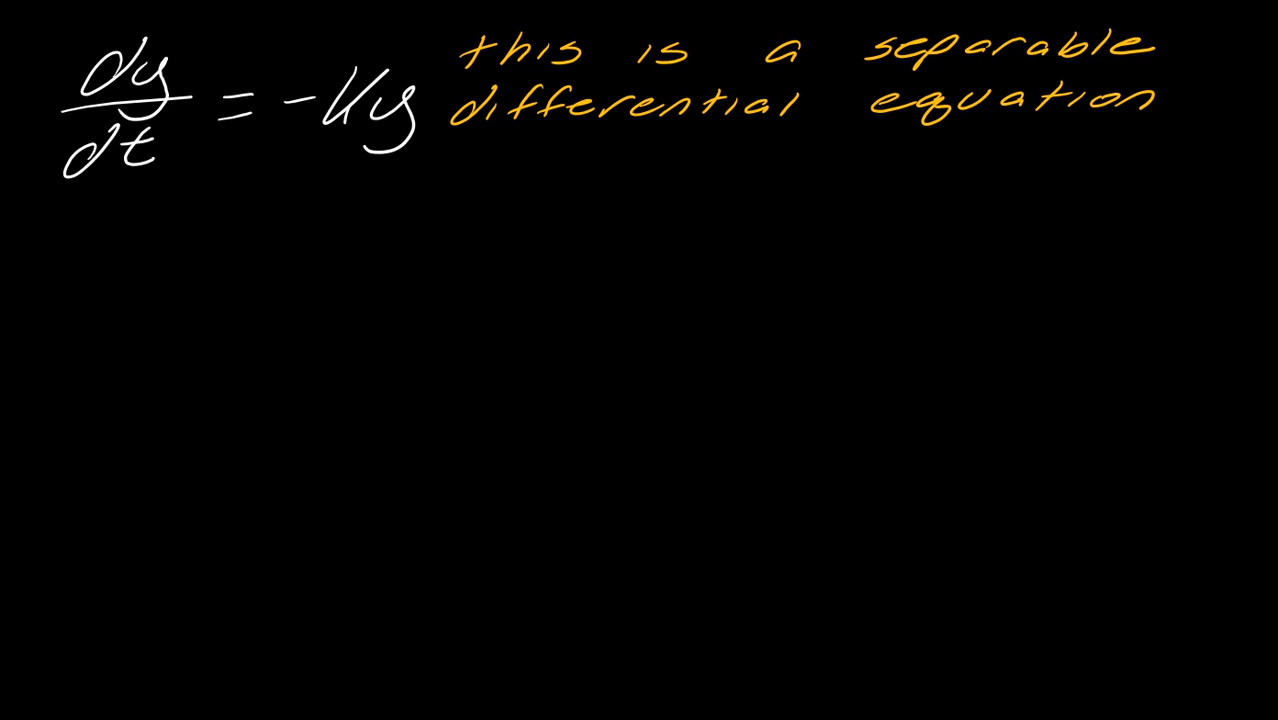 dy/dt = -Ky
this is a separable
differential equation